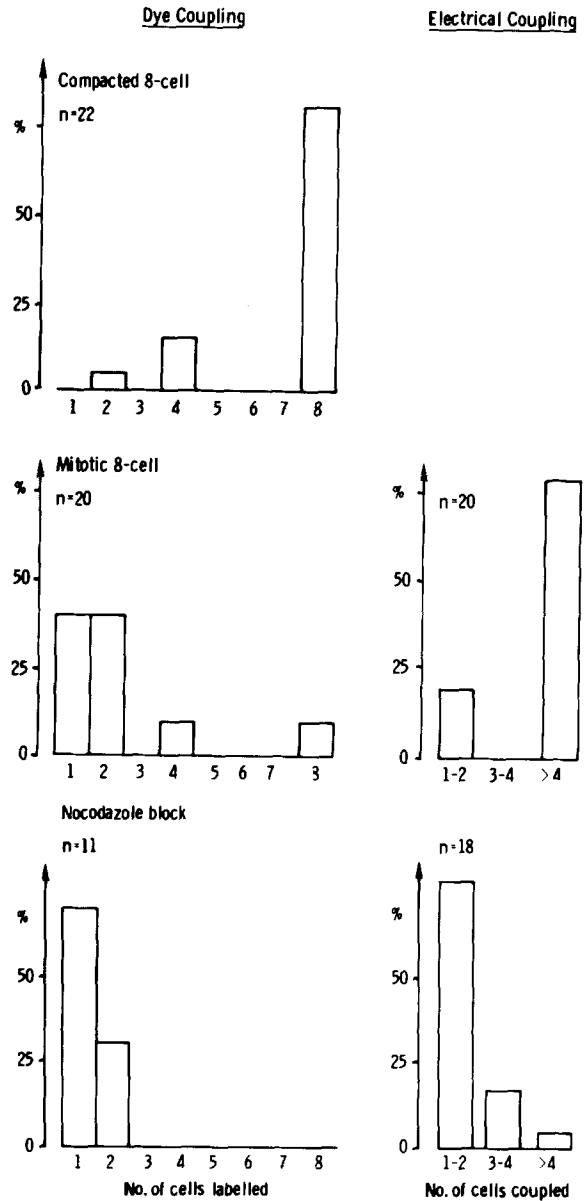 Dye Coupling
Electrical Coupling
Compacted 8-cell
n=22
%
50
25
0
1 2 3 4 5 6 7 8
Mitotic 8-cell
n=20
%
50
25
0
1 2 3 4 5 6 7 3
n=20
%
50
25
0
1-2 3-4 >4
Nocodazole block
n=11
%
50
25
0
1 2 3 4 5 6 7 8
No. of cells labelled
n=18
%
50
25
0
1-2 3-4 >4
No. of cells coupled